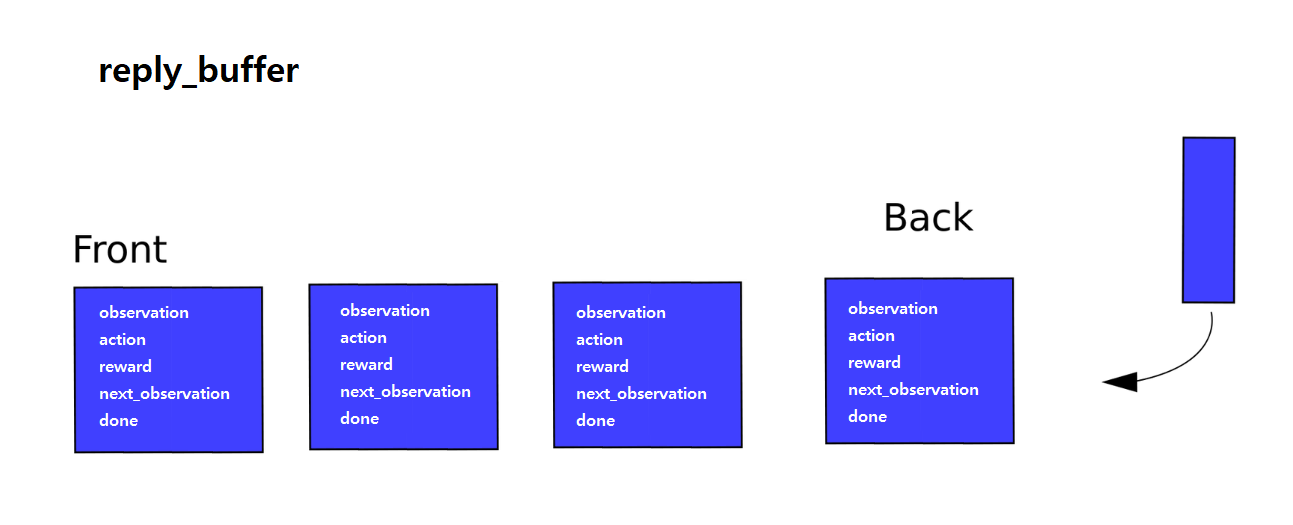 reply_buffer
Back
Front
observation
action
reward
next_observation
done
observation
action
reward
next_observation
done
observation
action
reward
next_observation
done
observation
action
reward
next_observation
done